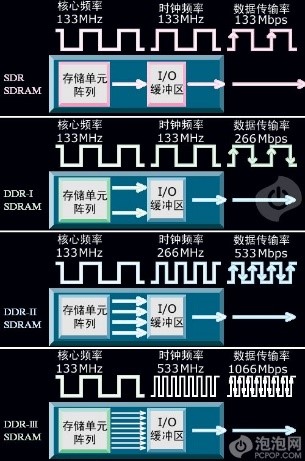 核心频率 时钟频率 数据传输率
133MHz 133MHz 133Mbps
SDR
SDRAM
存储单元
阵列
I/O
缓冲区
核心频率 时钟频率 数据传输率
133MHz 133MHz 266Mbps
DDR-I
SDRAM
存储单元
阵列
I/O
缓冲区
核心频率 时钟频率 数据传输率
133MHz 266MHz 533Mbps
DDR-II
SDRAM
存储单元
阵列
I/O
缓冲区
核心频率 时钟频率 数据传输率
133MHz 533MHz 1066Mbps
DDR-III
SDRAM
存储单元
阵列
I/O
缓冲区
泡泡网
PCPOP.COM